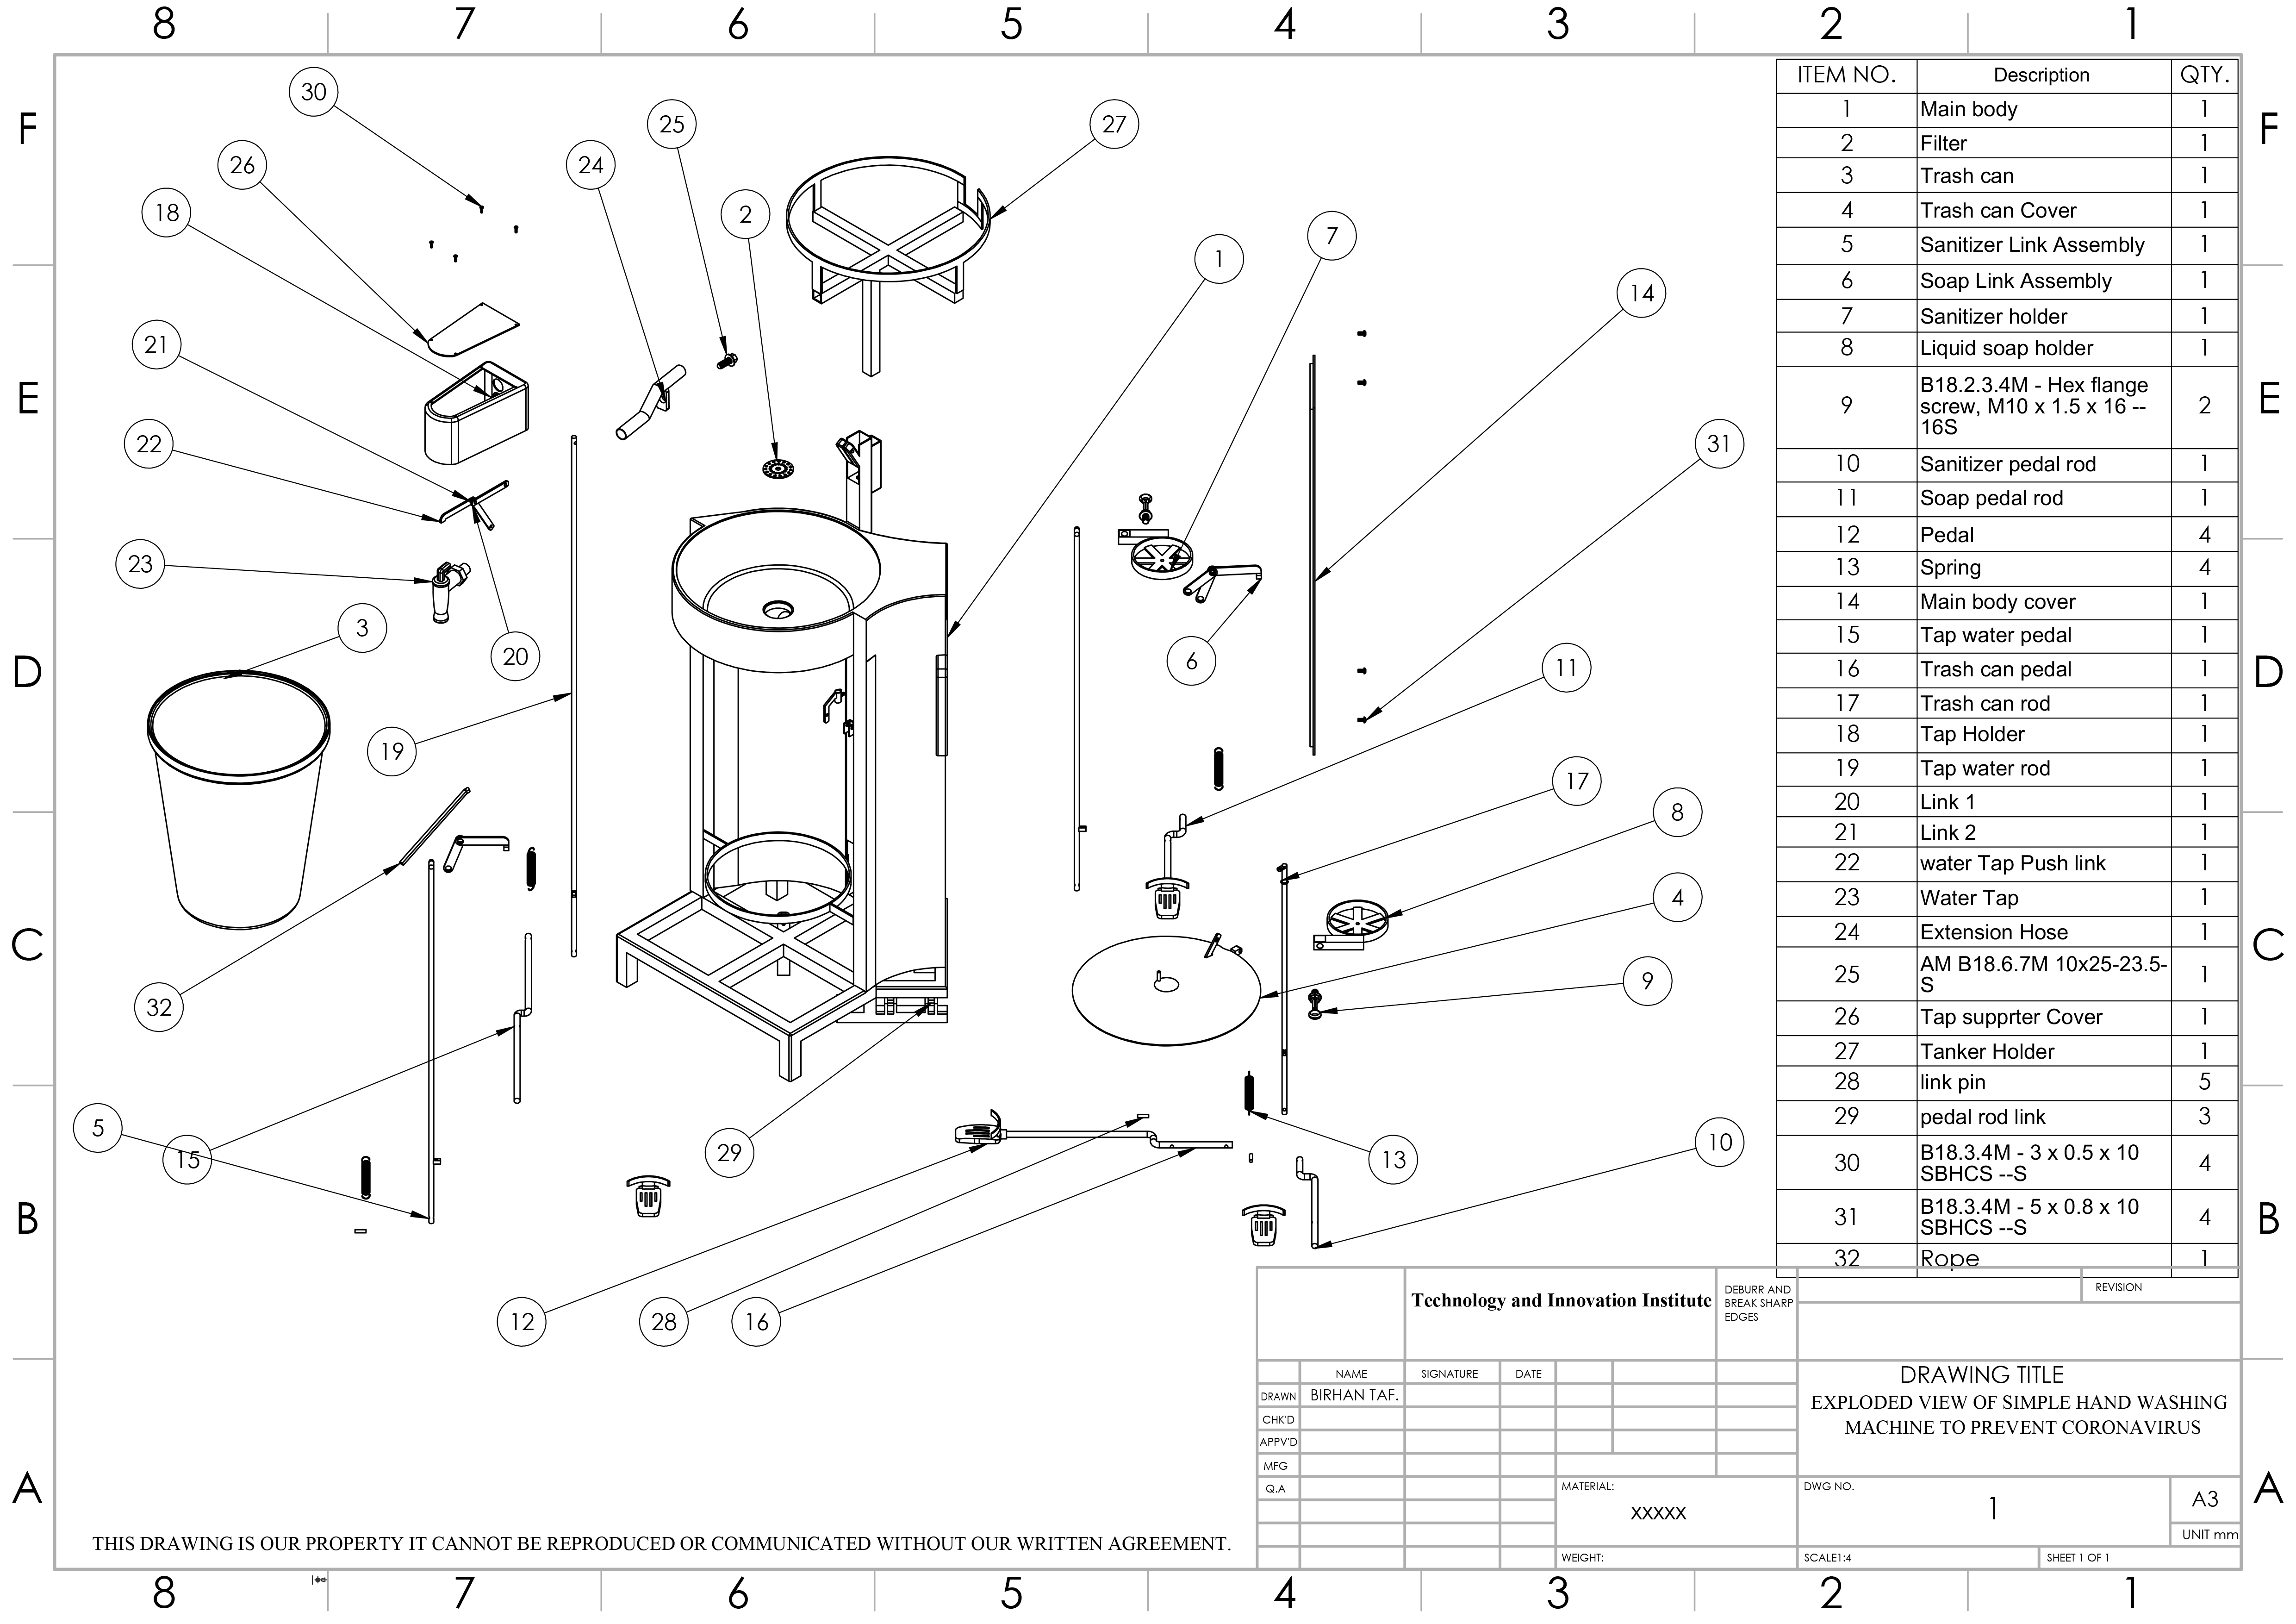 8 7 6 5 4 3 2 1
F F
E E
D D
C C
B B
A A
30
25
27
26
24
18
2
7
1
14
21
22
31
23
3
20
6
11
19
17
8
4
32
9
5
15
29
13
10
12
28
16
ITEM NO. Description QTY.
1 Main body 1
2 Filter 1
3 Trash can 1
4 Trash can Cover 1
5 Sanitizer Link Assembly 1
6 Soap Link Assembly 1
7 Sanitizer holder 1
8 Liquid soap holder 1
9 B18.2.3.4M - Hex flange
screw, M10 x 1.5 x 16 --
16S 2
10 Sanitizer pedal rod 1
11 Soap pedal rod 1
12 Pedal 4
13 Spring 4
14 Main body cover 1
15 Tap water pedal 1
16 Trash can pedal 1
17 Trash can rod 1
18 Tap Holder 1
19 Tap water rod 1
20 Link 1 1
21 Link 2 1
22 water Tap Push link 1
23 Water Tap 1
24 Extension Hose 1
25 AM B18.6.7M 10x25-23.5-
S 1
26 Tap supprter Cover 1
27 Tanker Holder 1
28 link pin 5
29 pedal rod link 3
30 B18.3.4M - 3 x 0.5 x 10
SBHCS --S 4
31 B18.3.4M - 5 x 0.8 x 10
SBHCS --S 4
32 Rope 1
Technology and Innovation Institute
DEBURR AND
BREAK SHARP
EDGES
REVISION
NAME SIGNATURE DATE
DRAWN BIRHAN TAF.
CHK'D
APPV'D
MFG
Q.A
DRAWING TITLE
EXPLODED VIEW OF SIMPLE HAND WASHING
MACHINE TO PREVENT CORONAVIRUS
MATERIAL:
XXXXX
WEIGHT:
DWG NO.
1
A3
UNIT mm
SCALE1:4
SHEET 1 OF 1
THIS DRAWING IS OUR PROPERTY IT CANNOT BE REPRODUCED OR COMMUNICATED WITHOUT OUR WRITTEN AGREEMENT.
8 7 6 5 4 3 2 1